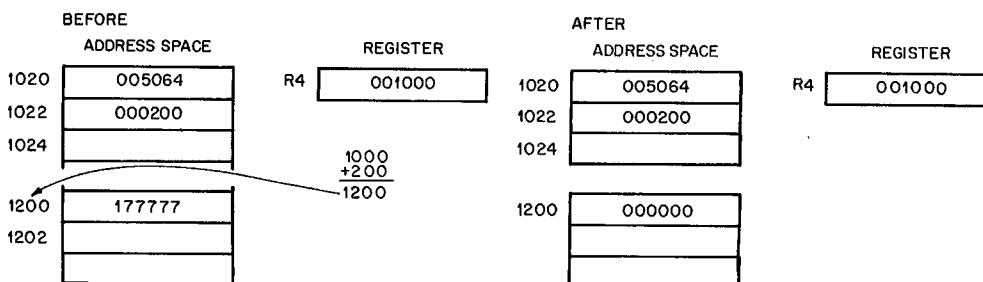 BEFORE
ADDRESS SPACE
REGISTER
1020 005064
R4 001000
1022 000200
1024
1000
+200
1200
1200 177777
1202
AFTER
ADDRESS SPACE
REGISTER
1020 005064
R4 001000
1022 000200
1024
1200 000000